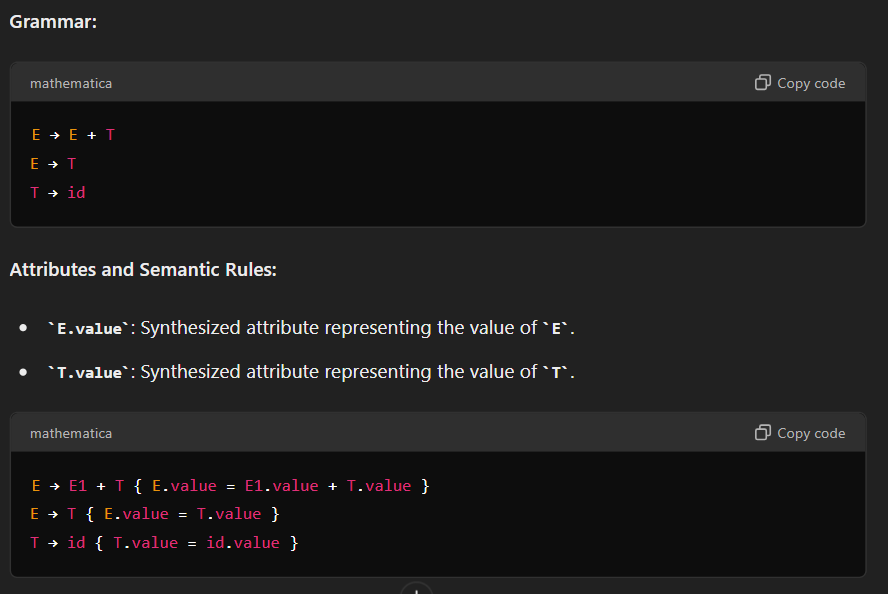 Grammar:
mathematica Copy code
E → E + T
E → T
T → id
Attributes and Semantic Rules:
• `E.value`: Synthesized attribute representing the value of `E`.
• `T.value`: Synthesized attribute representing the value of `T`.
mathematica Copy code
E → E1 + T { E.value = E1.value + T.value }
E → T { E.value = T.value }
T → id { T.value = id.value }